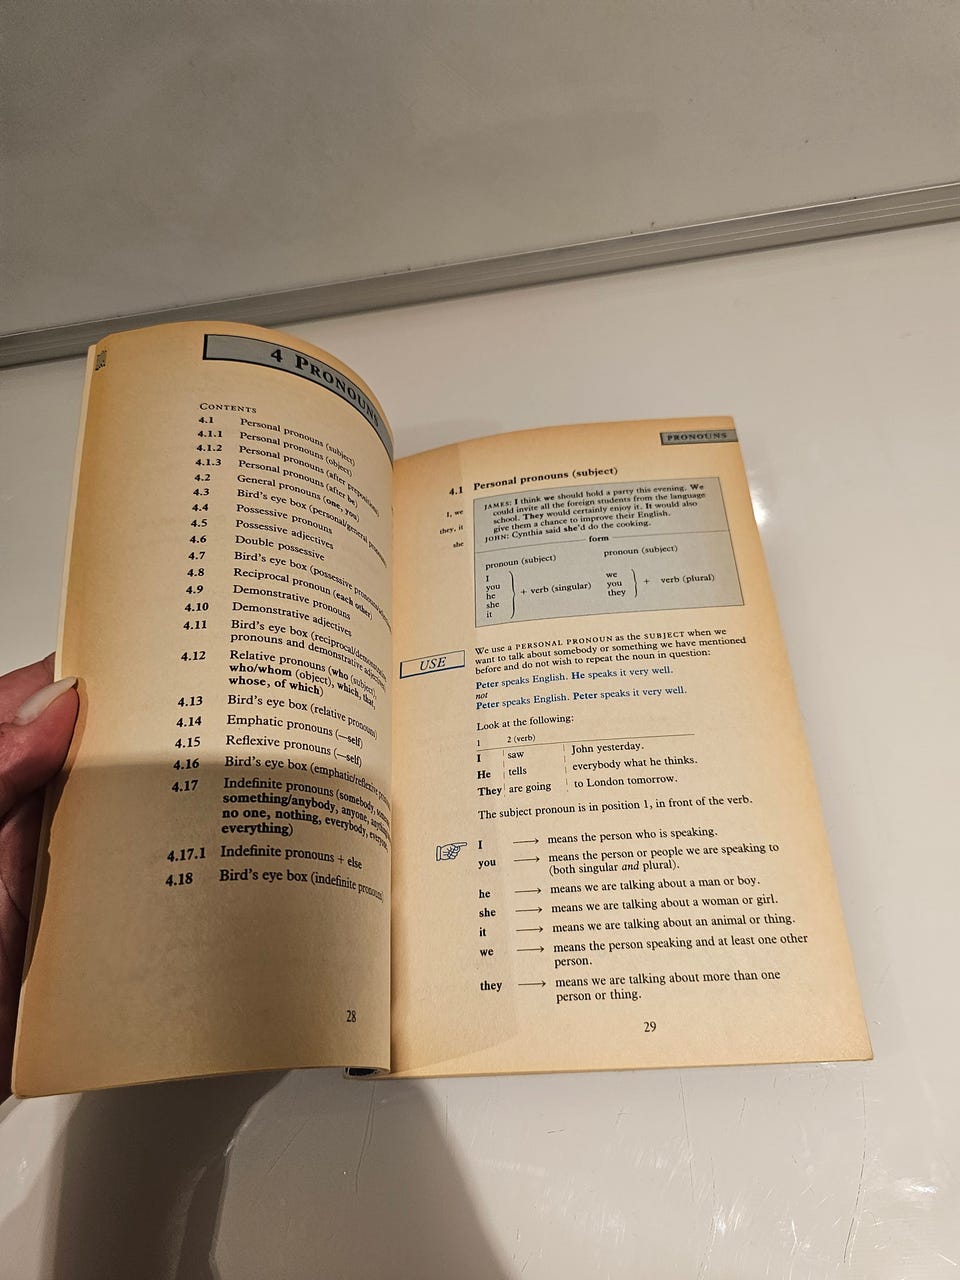 4 PRONOUNS
CONTENTS
4.1 Personal pronouns (subject)
4.1.1 Personal pronouns (object)
4.1.2 Personal pronouns (after prepositions)
4.1.3 Personal pronouns (after be)
4.2 General pronouns (one, you)
4.3 Bird's eye box (personal/general pronouns
4.4 Possessive pronouns
4.5 Possessive adjectives
4.6 Double possessive
4.7 Bird's eye box (possessive pronouns/
4.8 Reciprocal pronoun (each other)
4.9 Demonstrative pronouns
4.10 Demonstrative adjectives
4.11 Bird's eye box (reciprocal/demonstrative
pronouns and demonstrative adjectives)
4.12 Relative pronouns (who (subject),
who/whom (object), which, that,
whose, of which)
4.13 Bird's eye box (relative pronouns)
4.14 Emphatic pronouns (—self)
4.15 Reflexive pronouns (—self)
4.16 Bird's eye box (emphatic/reflexive
4.17 Indefinite pronouns (somebody,
something/anybody, anyone,
no one, nothing, everybody,
everything)
4.17.1 Indefinite pronouns + else
4.18 Bird's eye box (indefinite pronouns)
28
PRONOUNS
4.1 Personal pronouns (subject)
I, we
they, it
she
JAMES: I think we should hold a party this evening. We
could invite all the foreign students from the language
school. They would certainly enjoy it. It would also
give them a chance to improve their English.
JOHN: Cynthia said she'd do the cooking.
form
pronoun (subject) pronoun (subject)
I
you
he
she
it
+ verb (singular)
we
you
they
+ verb (plural)
USE
We use a PERSONAL PRONOUN as the SUBJECT when we
want to talk about somebody or something we have mentioned
before and do not wish to repeat the noun in question:
Peter speaks English. He speaks it very well.
not
Peter speaks English. Peter speaks it very well.
Look at the following:
1 2 (verb)
I saw John yesterday.
He tells everybody what he thinks.
They are going to London tomorrow.
The subject pronoun is in position 1, in front of the verb.
I → means the person who is speaking.
you → means the person or people we are speaking to
(both singular and plural).
he → means we are talking about a man or boy.
she → means we are talking about a woman or girl.
it → means we are talking about an animal or thing.
we → means the person speaking and at least one other
person.
they → means we are talking about more than one
person or thing.
29